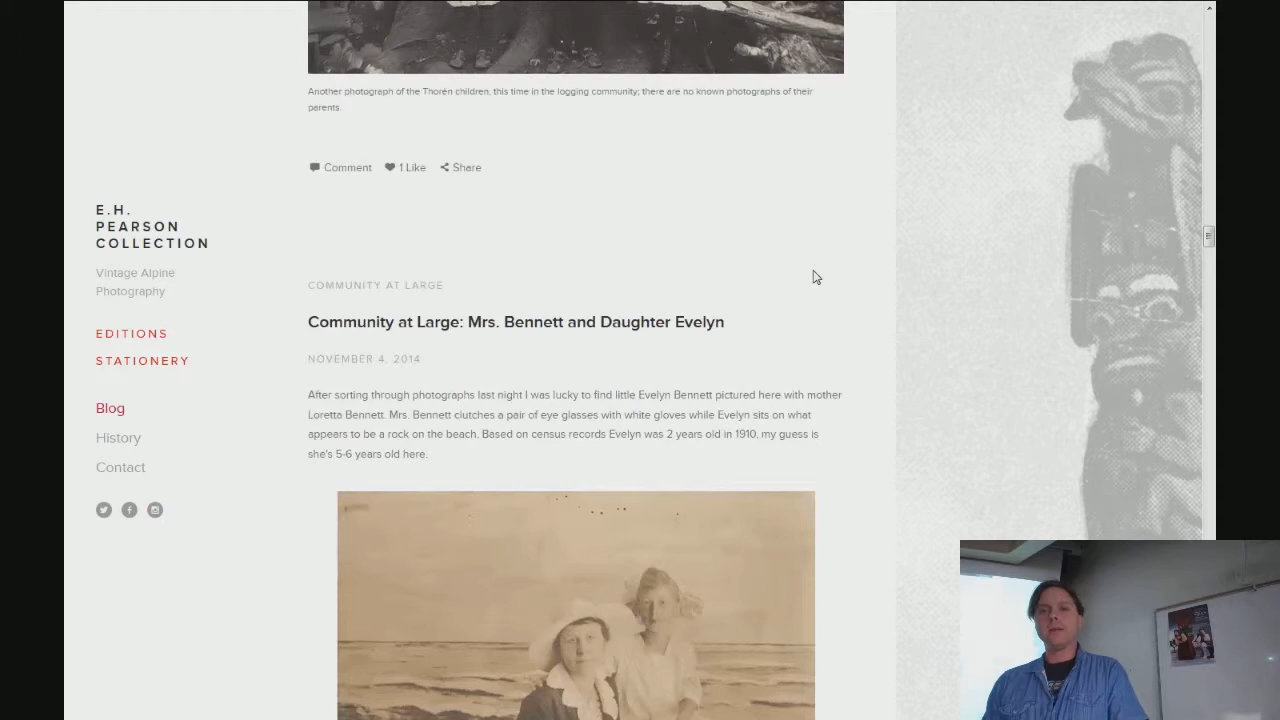 Another photograph of the Thorén children, this time in the logging community; there are no known photographs of their
parents.
Comment 1 Like Share
E.H.
PEARSON
COLLECTION
Vintage Alpine
Photography
EDITIONS
STATIONERY
Blog
History
Contact
COMMUNITY AT LARGE
Community at Large: Mrs. Bennett and Daughter Evelyn
NOVEMBER 4, 2014
After sorting through photographs last night I was lucky to find little Evelyn Bennett pictured here with mother
Loretta Bennett. Mrs. Bennett clutches a pair of eye glasses with white gloves while Evelyn sits on what
appears to be a rock on the beach. Based on census records Evelyn was 2 years old in 1910, my guess is
she's 5-6 years old here.